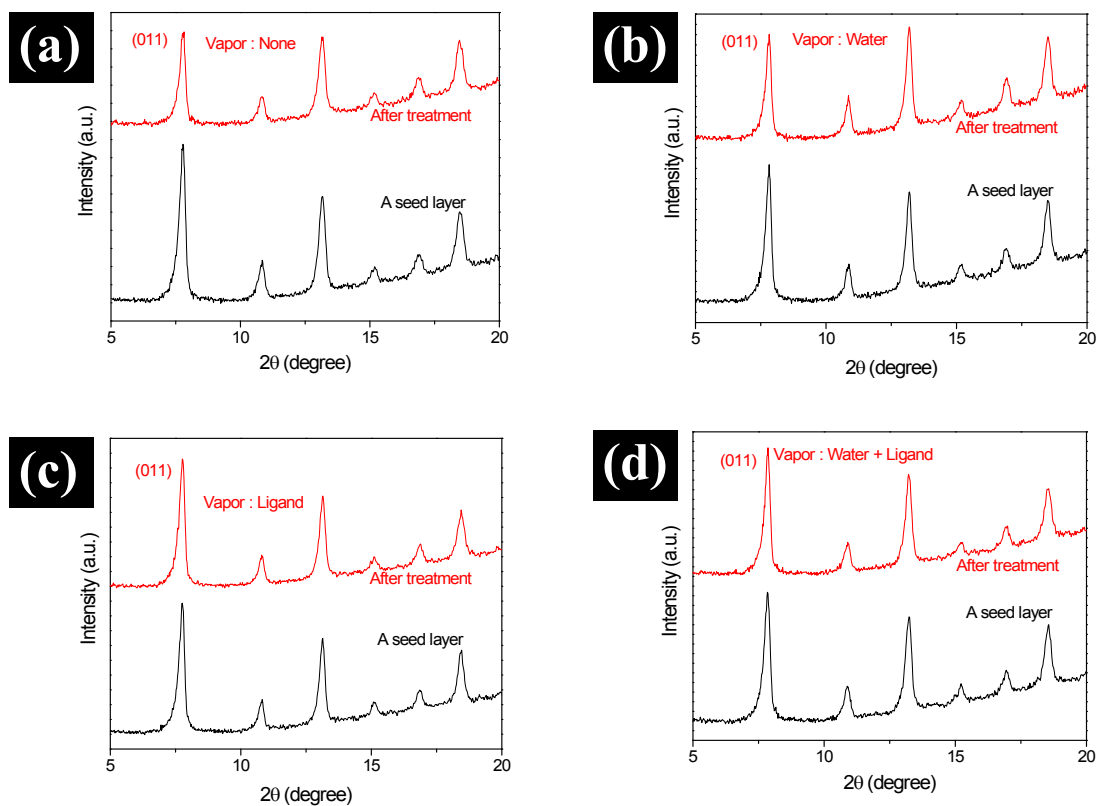 (a)
(011)
Vapor : None
After treatment
A seed layer
Intensity (a.u.)
5
10
15
20
2θ (degree)
(b)
(011)
Vapor : Water
After treatment
A seed layer
Intensity (a.u.)
5
10
15
20
2θ (degree)
(c)
(011)
Vapor : Ligand
After treatment
A seed layer
Intensity (a.u.)
5
10
15
20
2θ (degree)
(d)
(011)
Vapor : Water + Ligand
After treatment
A seed layer
Intensity (a.u.)
5
10
15
20
2θ (degree)